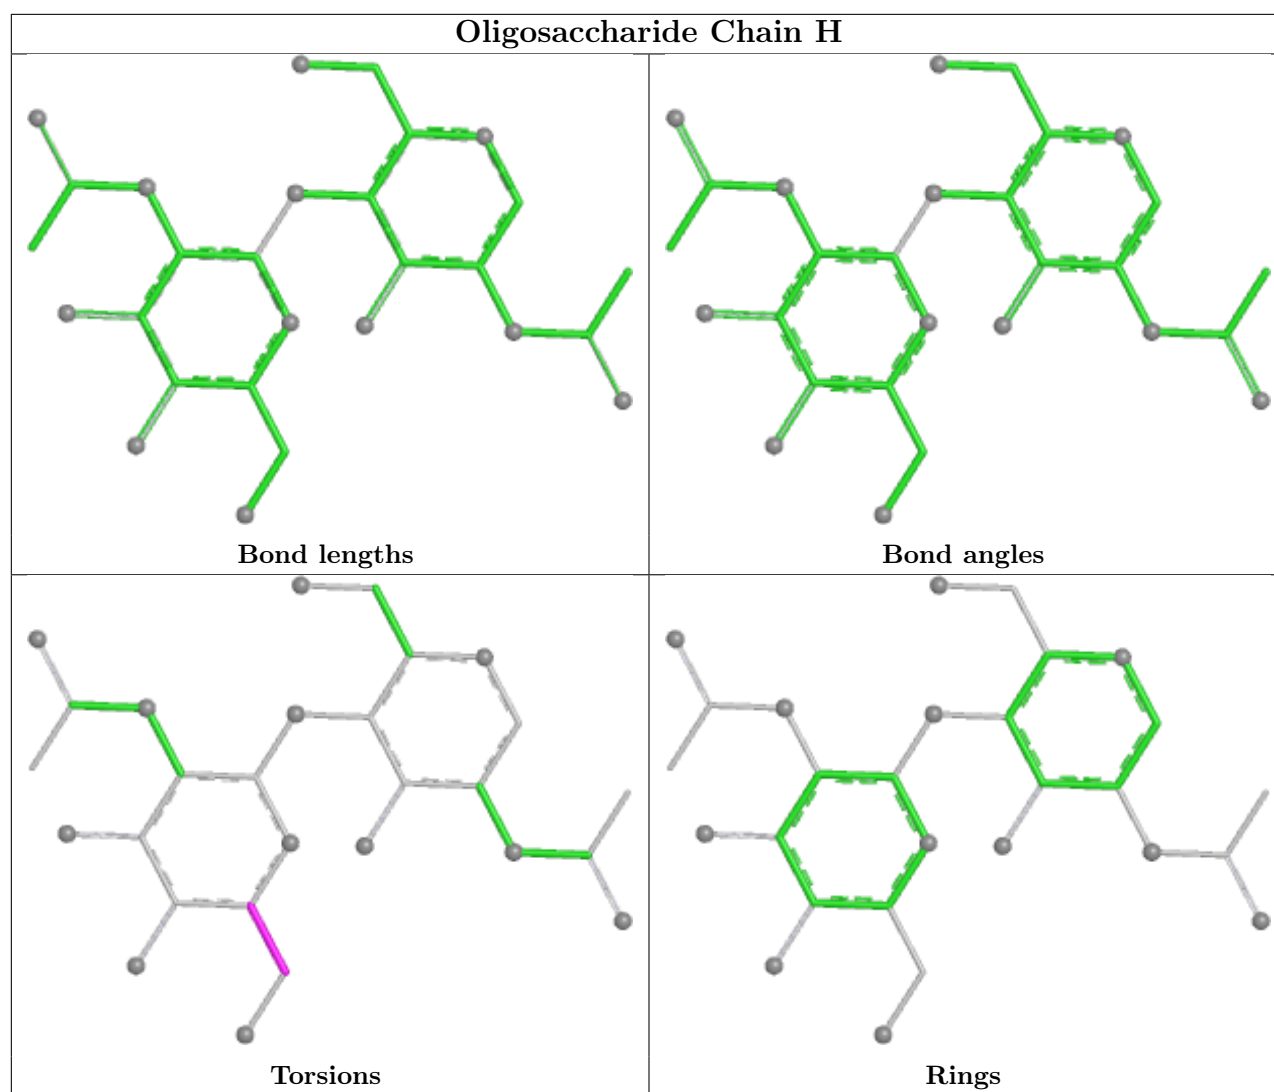 Oligosaccharide Chain H
Bond lengths
Bond angles
Torsions
Rings